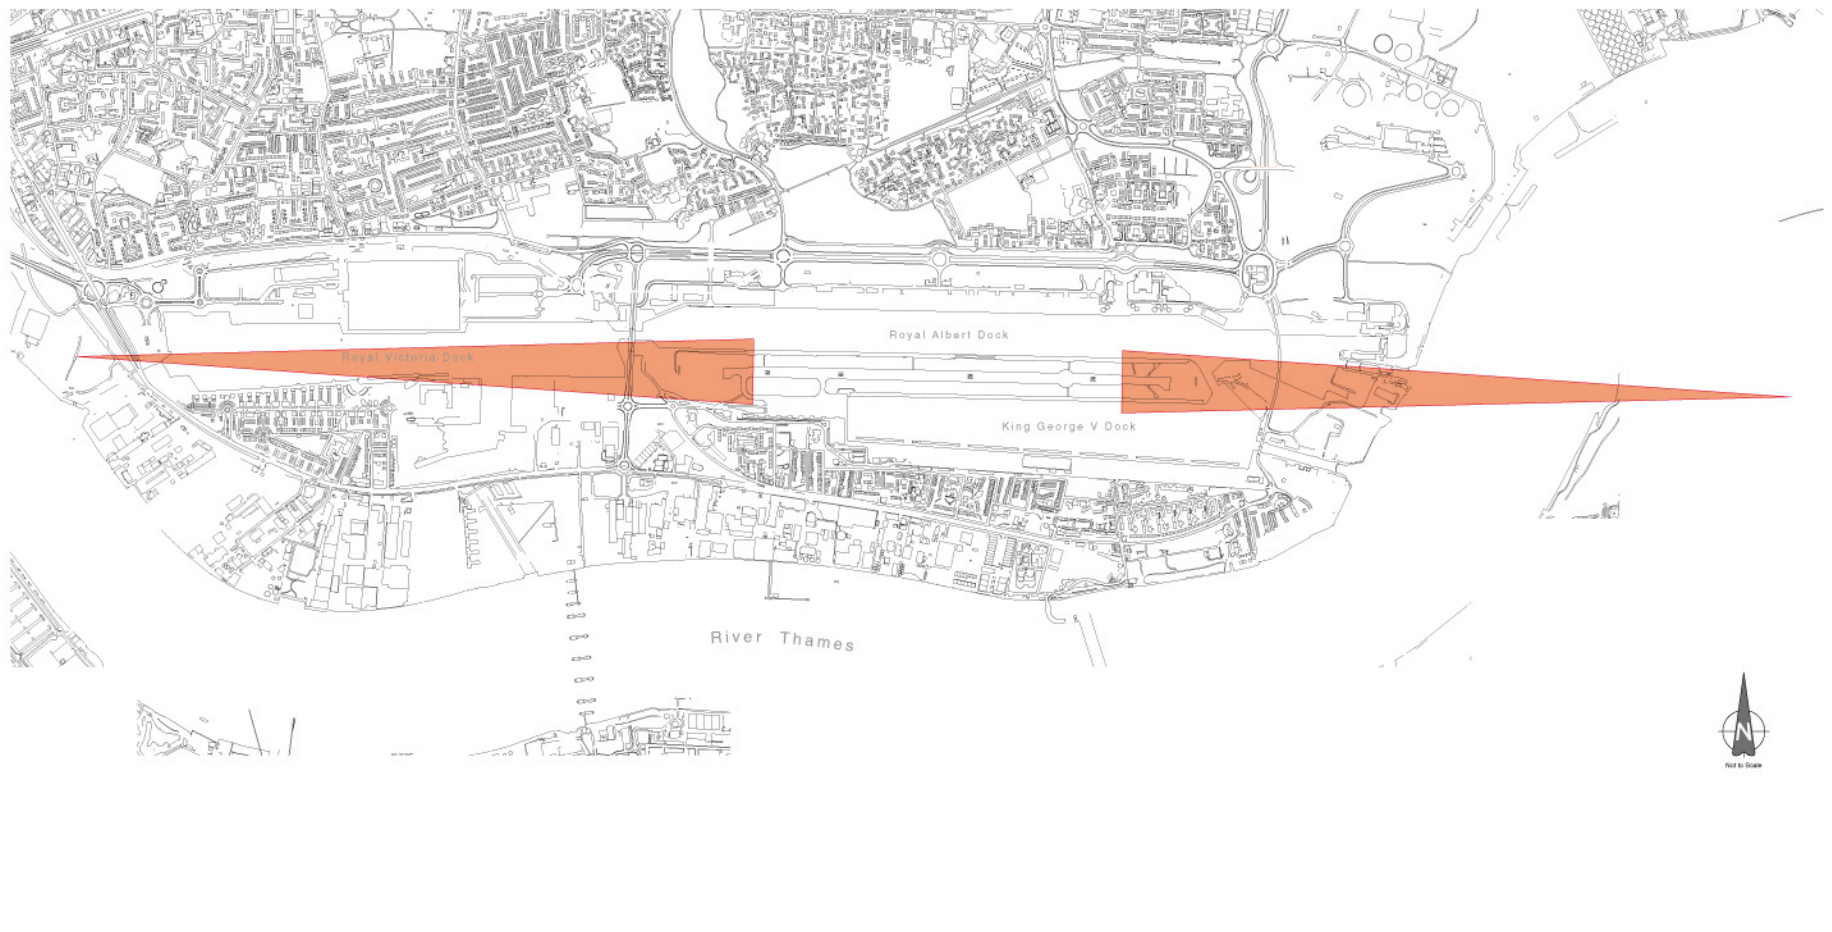 Royal Albert Dock
Royal Victoria Dock
King George V Dock
River Thames
N
Not to Scale